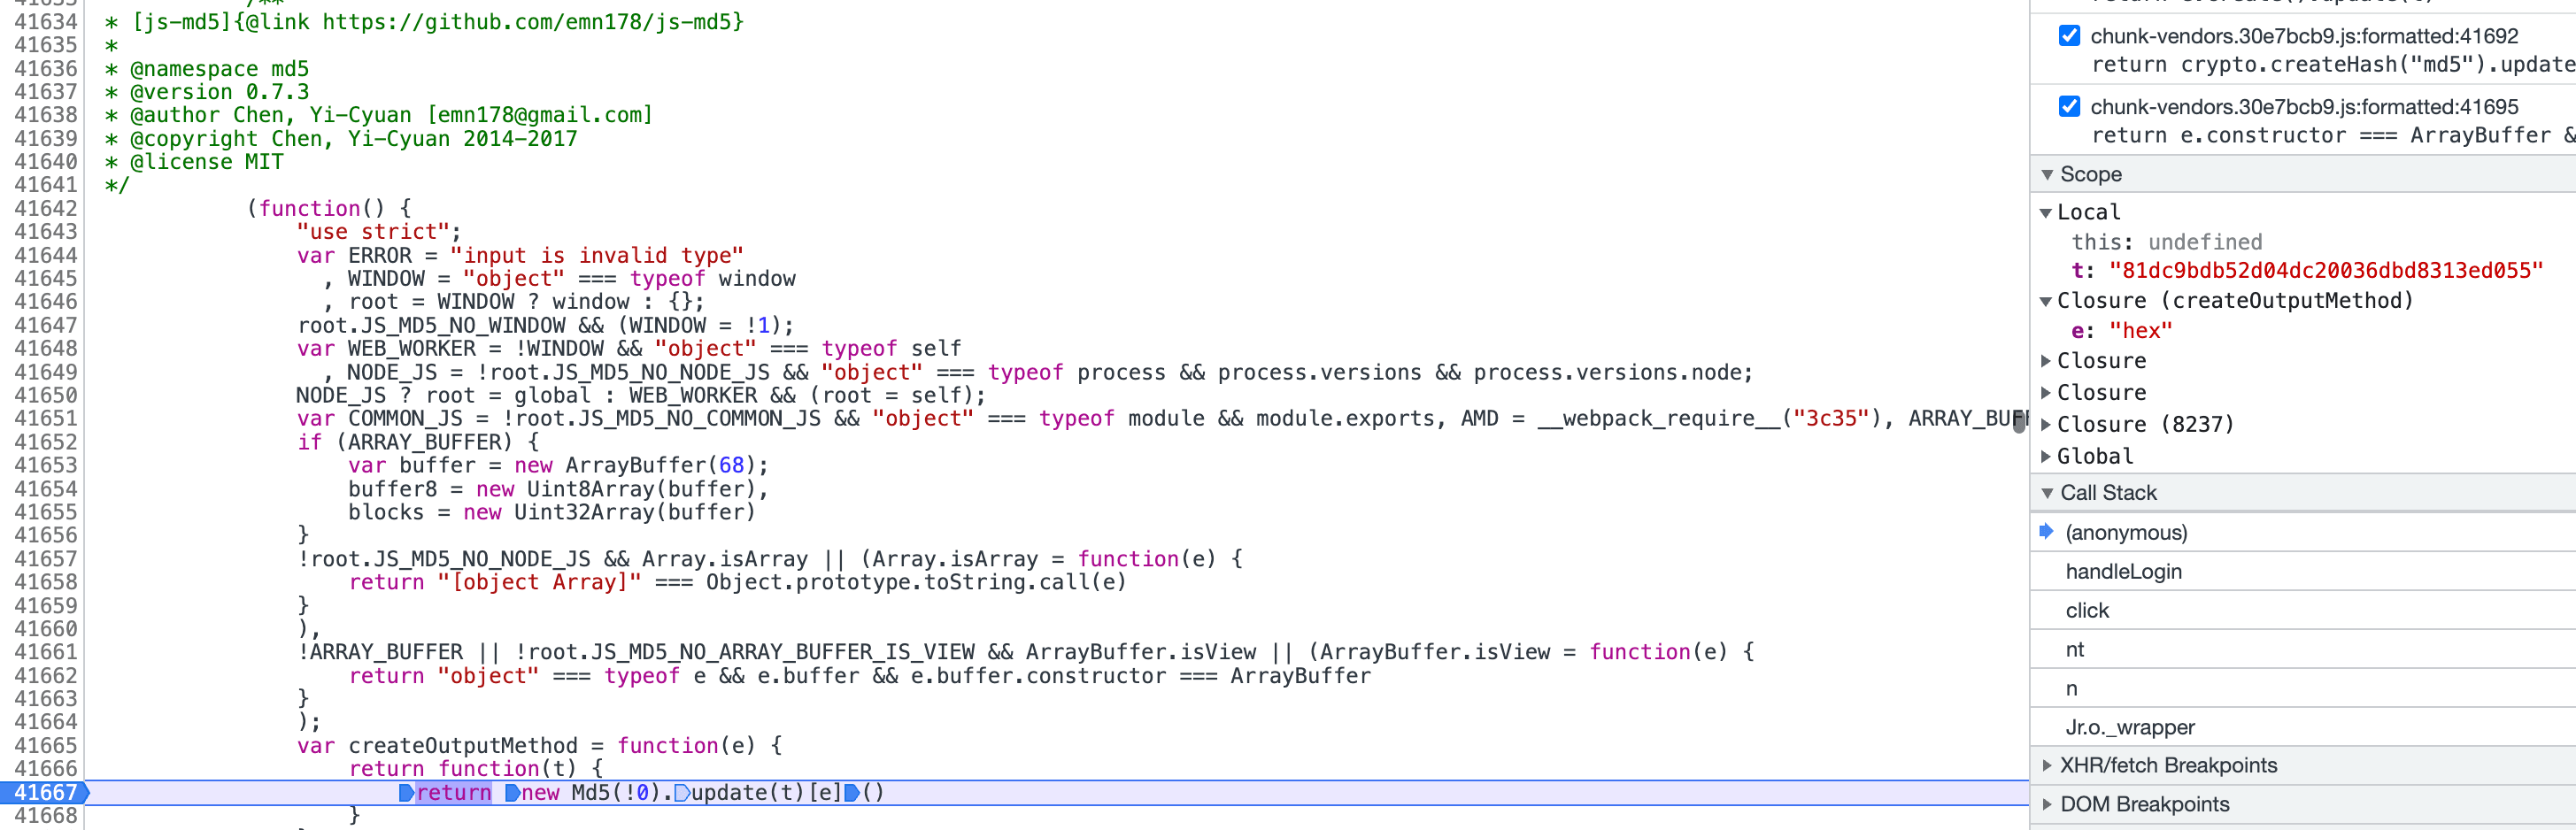 41633 /**
41634 * [js-md5]{@link https://github.com/emn178/js-md5}
41635 *
41636 * @namespace md5
41637 * @version 0.7.3
41638 * @author Chen, Yi-Cyuan [emn178@gmail.com]
41639 * @copyright Chen, Yi-Cyuan 2014-2017
41640 * @license MIT
41641 */
41642 (function() {
41643 "use strict";
41644 var ERROR = "input is invalid type"
41645 , WINDOW = "object" === typeof window
41646 , root = WINDOW ? window : {};
41647 root.JS_MD5_NO_WINDOW && (WINDOW = !1);
41648 var WEB_WORKER = !WINDOW && "object" === typeof self
41649 , NODE_JS = !root.JS_MD5_NO_NODE_JS && "object" === typeof process && process.versions && process.versions.node;
41650 NODE_JS ? root = global : WEB_WORKER && (root = self);
41651 var COMMON_JS = !root.JS_MD5_NO_COMMON_JS && "object" === typeof module && module.exports, AMD = __webpack_require__("3c35"), ARRAY_BUF
41652 if (ARRAY_BUFFER) {
41653 var buffer = new ArrayBuffer(68);
41654 buffer8 = new Uint8Array(buffer),
41655 blocks = new Uint32Array(buffer)
41656 }
41657 !root.JS_MD5_NO_NODE_JS && Array.isArray || (Array.isArray = function(e) {
41658 return "[object Array]" === Object.prototype.toString.call(e)
41659 }
41660 ),
41661 !ARRAY_BUFFER || !root.JS_MD5_NO_ARRAY_BUFFER_IS_VIEW && ArrayBuffer.isView || (ArrayBuffer.isView = function(e) {
41662 return "object" === typeof e && e.buffer && e.buffer.constructor === ArrayBuffer
41663 }
41664 );
41665 var createOutputMethod = function(e) {
41666 return function(t) {
41667 return new Md5(!0).update(t)[e]()
41668 }
chunk-vendors.30e7bcb9.js:formatted:41692
return crypto.createHash("md5").update
chunk-vendors.30e7bcb9.js:formatted:41695
return e.constructor === ArrayBuffer &
Scope
Local
this: undefined
t: "81dc9bdb52d04dc20036dbd8313ed055"
Closure (createOutputMethod)
e: "hex"
Closure
Closure
Closure (8237)
Global
Call Stack
(anonymous)
handleLogin
click
nt
n
Jr.o._wrapper
XHR/fetch Breakpoints
DOM Breakpoints